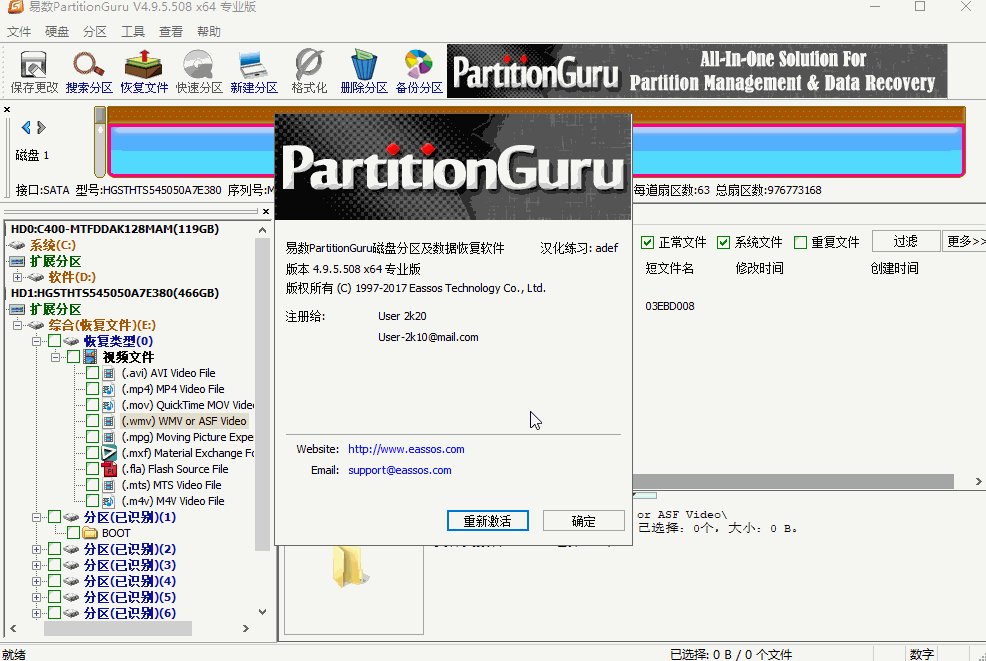 易数PartitionGuru V4.9.5.508 x64 专业版
文件 硬盘 分区 工具 查看 帮助
保存更改 搜索分区 恢复文件 快速分区 新建分区 格式化 删除分区 备份分区
PartitionGuru
All-In-One Solution For
Partition Management & Data Recovery
磁盘 1
接口:SATA 型号:HGSTHTS545050A7E380 序列号:
每道扇区数:63 总扇区数:976773168
HD0:C400-MTFDDAK128MAM(119GB)
系统(C:)
扩展分区
软件(D:)
HD1:HGSTHTS545050A7E380(466GB)
扩展分区
综合(恢复文件)(E:)
恢复类型(0)
视频文件
(.avi) AVI Video File
(.mp4) MP4 Video File
(.mov) QuickTime MOV Vide
(.wmv) WMV or ASF Video
(.mpg) Moving Picture Expe
(.mxf) Material Exchange Fo
(.fla) Flash Source File
(.mts) MTS Video File
(.m4v) M4V Video File
分区(已识别)(1)
BOOT
分区(已识别)(2)
分区(已识别)(3)
分区(已识别)(4)
分区(已识别)(5)
分区(已识别)(6)
PartitionGuru
易数PartitionGuru磁盘分区及数据恢复软件 汉化练习: adef
版本 4.9.5.508 x64 专业版
版权所有 (C) 1997-2017 Eassos Technology Co., Ltd.
注册给: User 2k20
User-2k10@mail.com
Website: http://www.eassos.com
Email: support@eassos.com
重新激活 确定
正常文件 系统文件 重复文件 过滤 更多>>
短文件名 修改时间 创建时间
03EBD008
or ASF Video\
已选择: 0个, 大小: 0 B。
就绪
已选择: 0 B / 0 个文件
数字